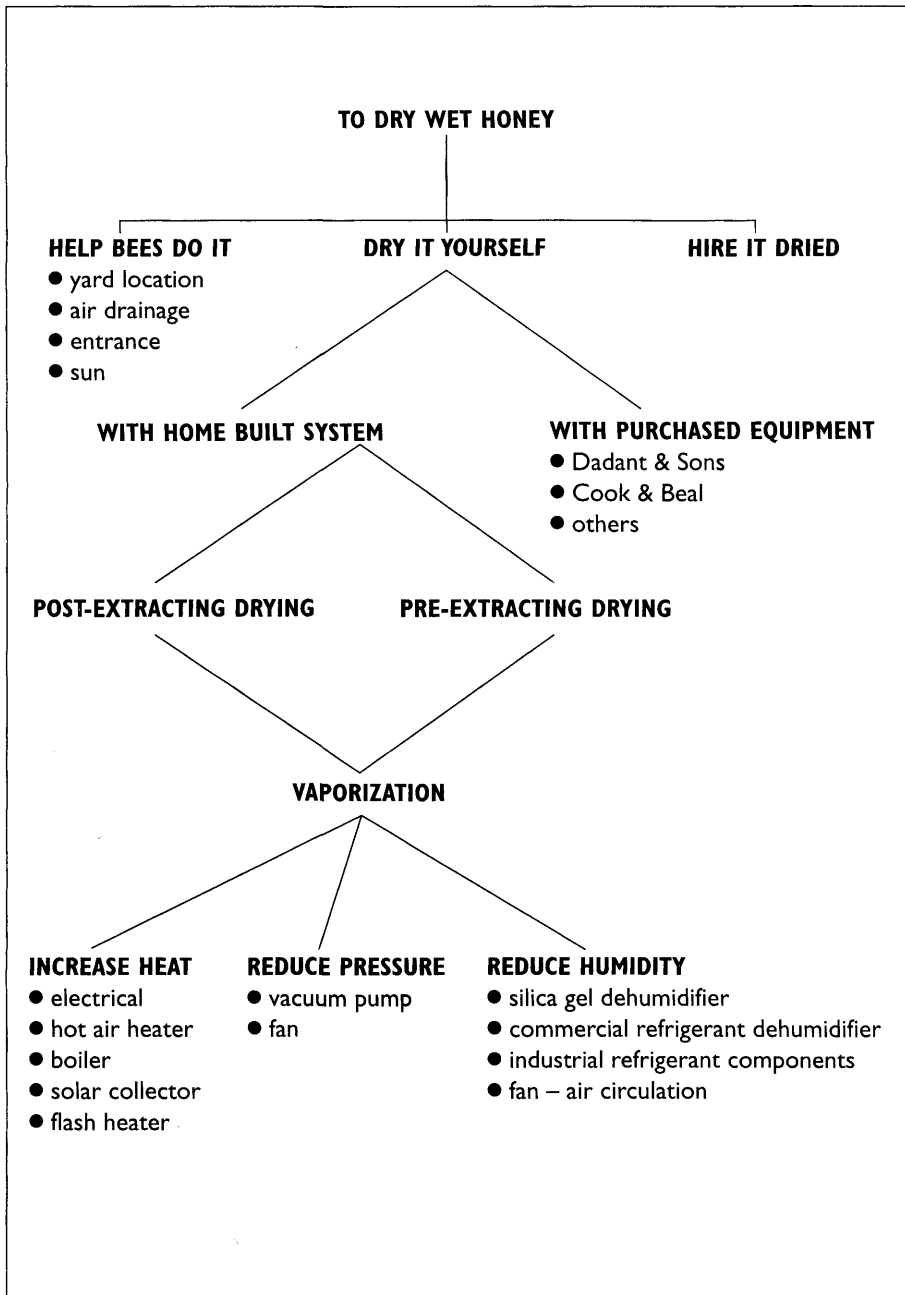 TO DRY WET HONEY
HELP BEES DO IT
● yard location
● air drainage
● entrance
● sun
DRY IT YOURSELF
HIRE IT DRIED
WITH HOME BUILT SYSTEM
WITH PURCHASED EQUIPMENT
● Dadant & Sons
● Cook & Beal
● others
POST-EXTRACTING DRYING
PRE-EXTRACTING DRYING
VAPORIZATION
INCREASE HEAT
● electrical
● hot air heater
● boiler
● solar collector
● flash heater
REDUCE PRESSURE
● vacuum pump
● fan
REDUCE HUMIDITY
● silica gel dehumidifier
● commercial refrigerant dehumidifier
● industrial refrigerant components
● fan – air circulation